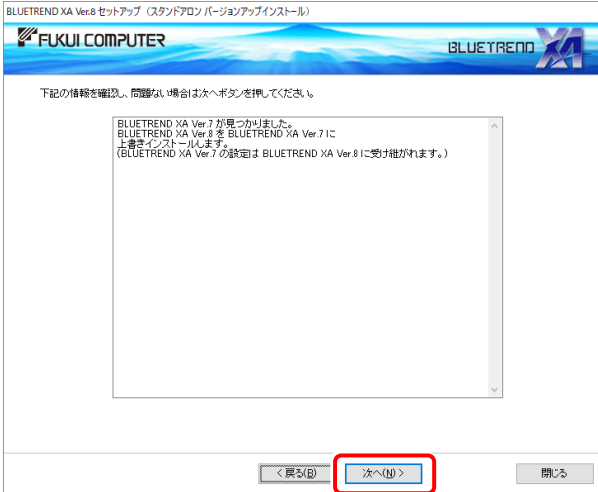 BLUETREND XA Ver.8 セットアップ（スタンドアロン バージョンアップインストール）
FUKUI COMPUTER
BLUETREND XA
下記の情報を確認し、問題ない場合は次へボタンを押してください。
BLUETREND XA Ver.7 が見つかりました。
BLUETREND XA Ver.8 を BLUETREND XA Ver.7 に
上書きインストールします。
(BLUETREND XA Ver.7 の設定は BLUETREND XA Ver.8 に受け継がれます。)
< 戻る(B) 次へ(N) > 閉じる